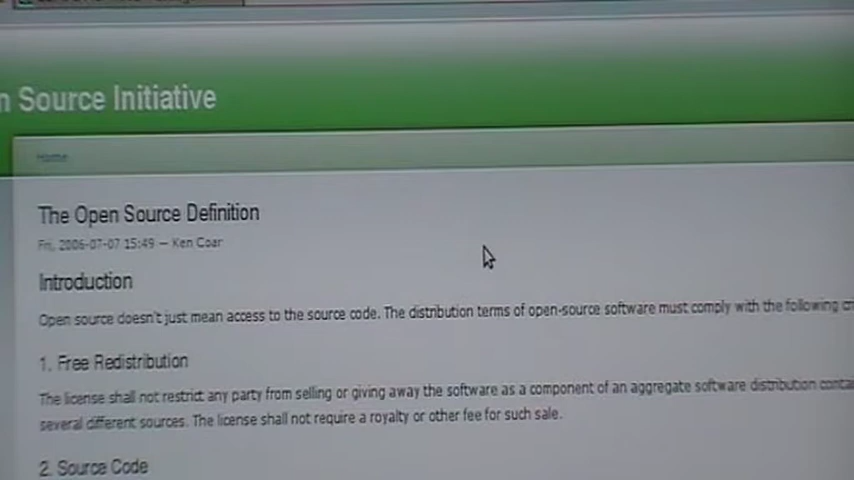 n Source Initiative
Home
The Open Source Definition
Fri, 2006-07-07 15:49 — Ken Coar
Introduction
Open source doesn't just mean access to the source code. The distribution terms of open-source software must comply with the following
1. Free Redistribution
The license shall not restrict any party from selling or giving away the software as a component of an aggregate software distribution
several different sources. The license shall not require a royalty or other fee for such sale.
2. Source Code